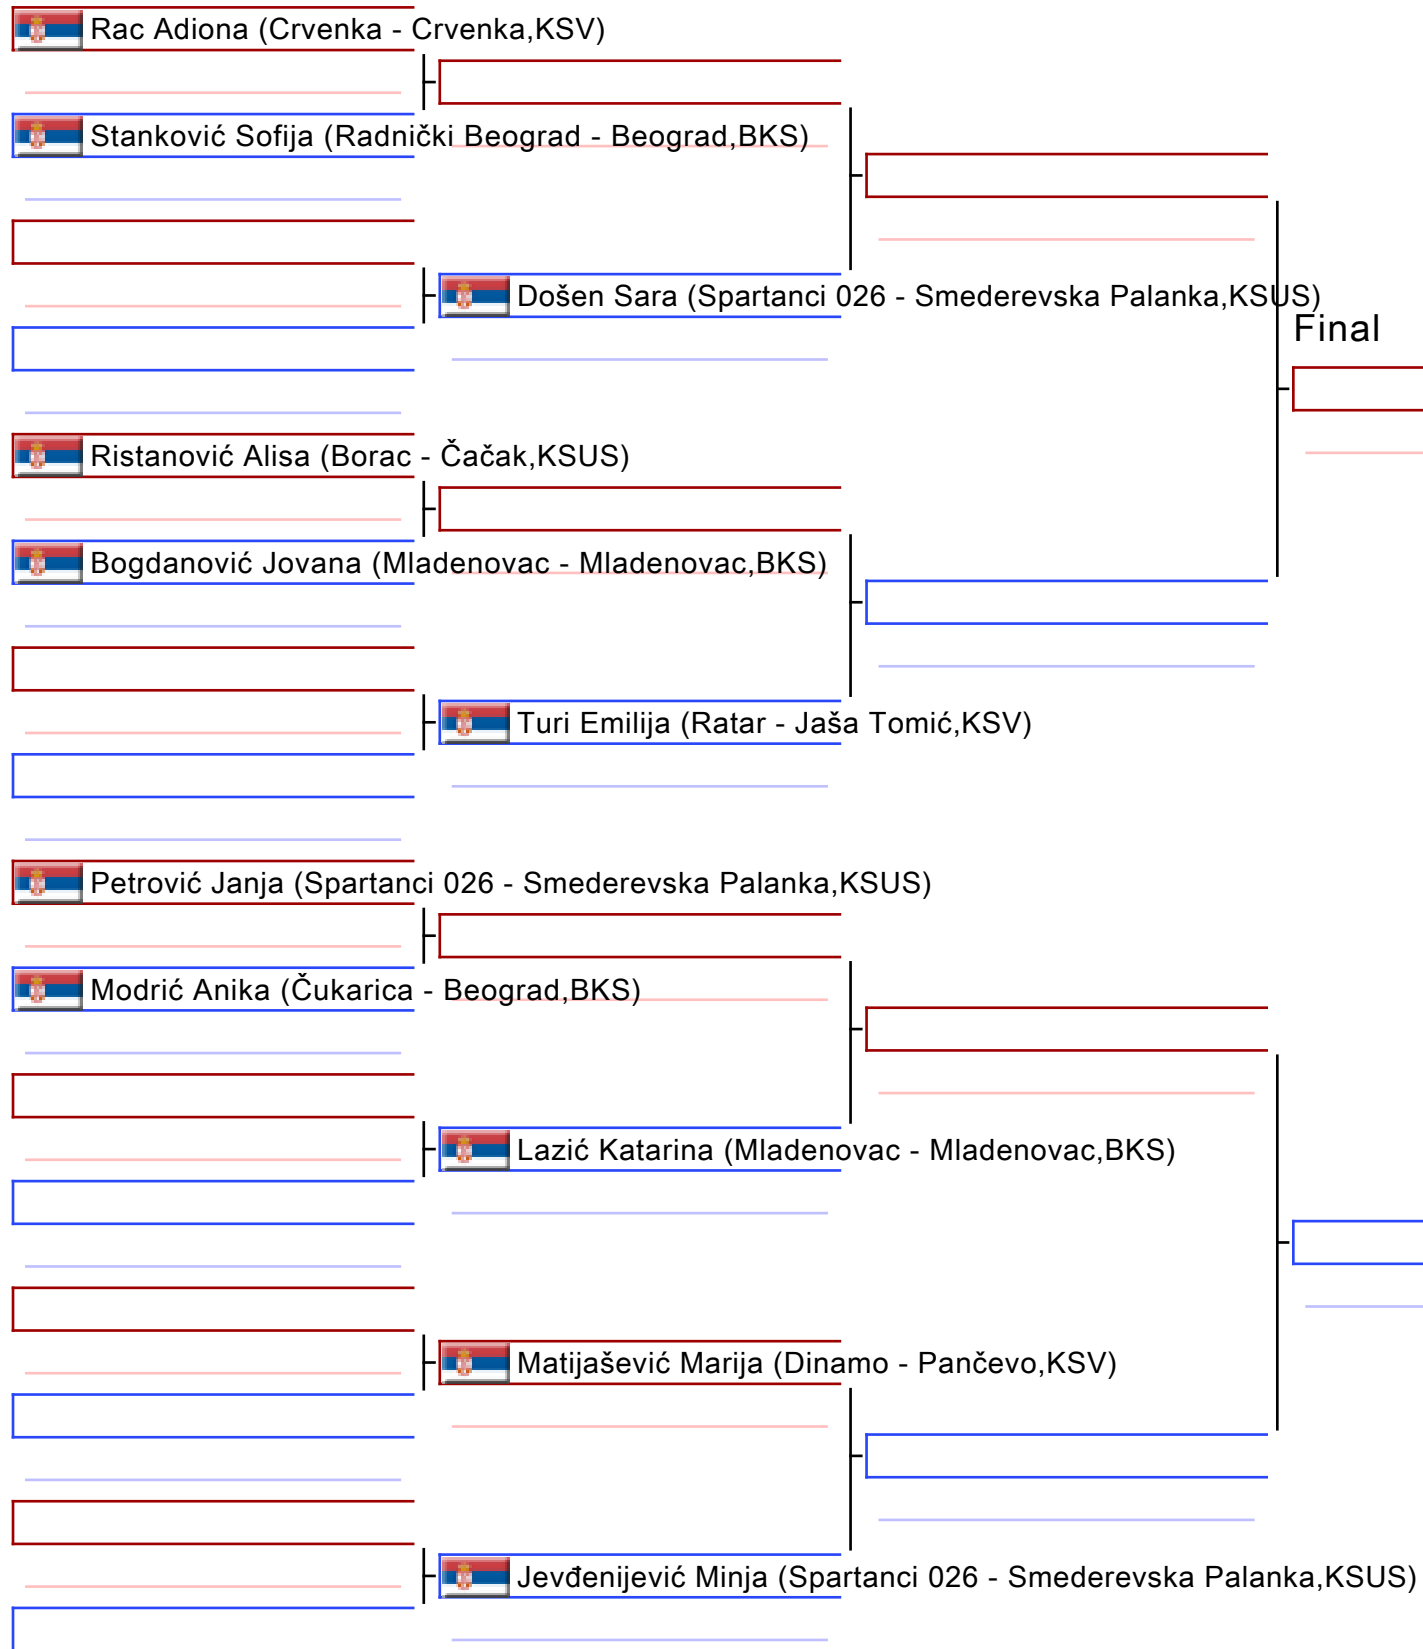 Rac Adiona (Crvenka - Crvenka,KSV)
Stanković Sofija (Radnički Beograd - Beograd,BKS)
Došen Sara (Spartanci 026 - Smederevska Palanka,KSUS)
Final
Ristanović Alisa (Borac - Čačak,KSUS)
Bogdanović Jovana (Mladenovac - Mladenovac,BKS)
Turi Emilija (Ratar - Jaša Tomić,KSV)
Petrović Janja (Spartanci 026 - Smederevska Palanka,KSUS)
Modrić Anika (Čukarica - Beograd,BKS)
Lazić Katarina (Mladenovac - Mladenovac,BKS)
Matijašević Marija (Dinamo - Pančevo,KSV)
Jevđenijević Minja (Spartanci 026 - Smederevska Palanka,KSUS)